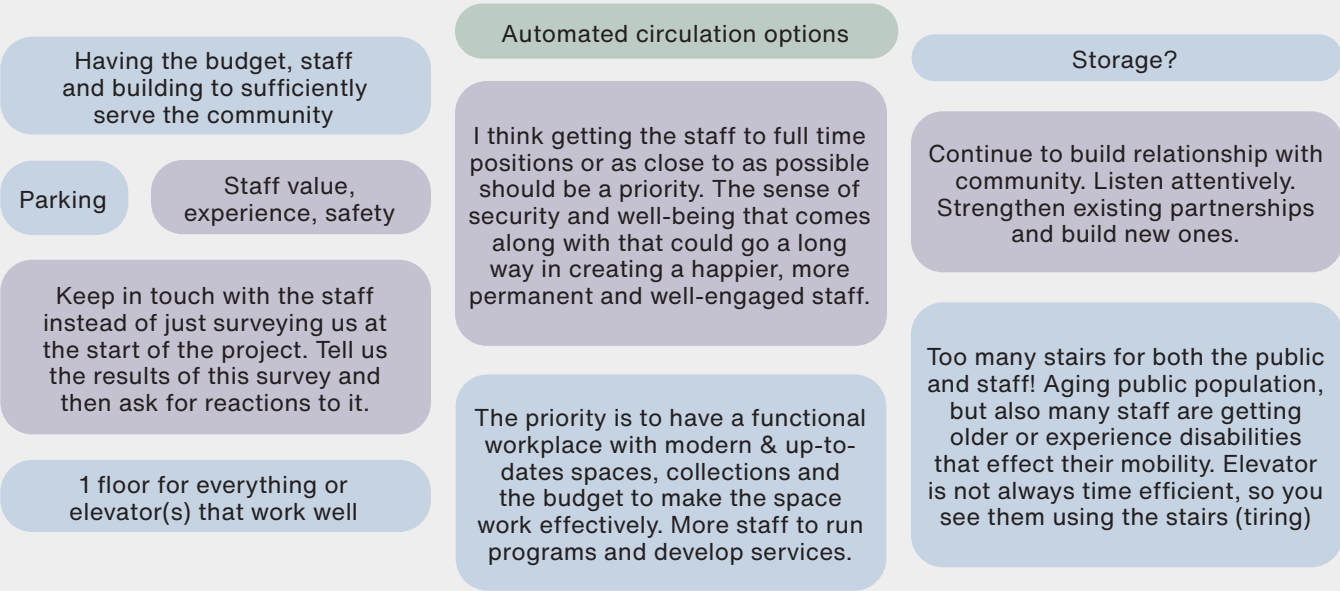 Having the budget, staff
and building to sufficiently
serve the community
Parking
Staff value,
experience, safety
Keep in touch with the staff
instead of just surveying us at
the start of the project. Tell us
the results of this survey and
then ask for reactions to it.
1 floor for everything or
elevator(s) that work well
Automated circulation options
I think getting the staff to full time
positions or as close to as possible
should be a priority. The sense of
security and well-being that comes
along with that could go a long
way in creating a happier, more
permanent and well-engaged staff.
The priority is to have a functional
workplace with modern & up-to-
dates spaces, collections and
the budget to make the space
work effectively. More staff to run
programs and develop services.
Storage?
Continue to build relationship with
community. Listen attentively.
Strengthen existing partnerships
and build new ones.
Too many stairs for both the public
and staff! Aging public population,
but also many staff are getting
older or experience disabilities
that effect their mobility. Elevator
is not always time efficient, so you
see them using the stairs (tiring)